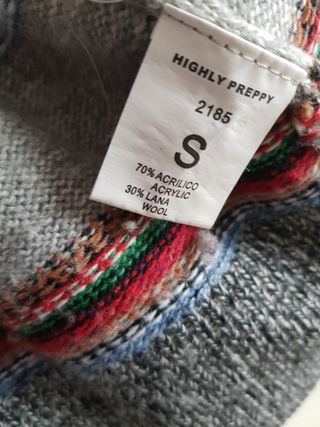 HIGHLY PREPPY
2185
S
70% ACRILICO
ACRYLIC
30% LANA
WOOL